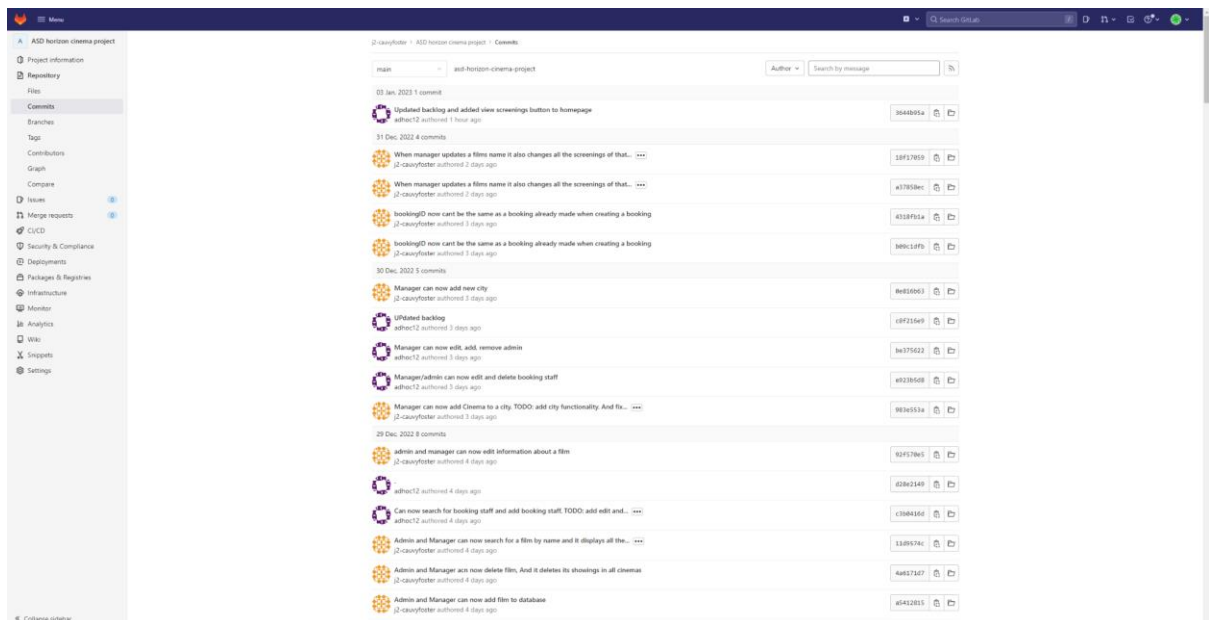 Menu
Search GitLab
A ASD horizon cinema project
Project information
Repository
Files
Commits
Branches
Tags
Contributors
Graph
Compare
Issues 0
Merge requests 0
CI/CD
Security & Compliance
Deployments
Packages & Registries
Infrastructure
Monitor
Analytics
Wiki
Snippets
Settings
Collapse sidebar
j2-cauvyfoster > ASD horizon cinema project > Commits
main asd-horizon-cinema-project Author Search by message
03 Jan, 2023 1 commit
Updated backlog and added view screenings button to homepage
adhoc12 authored 1 hour ago
3644b95a
31 Dec, 2022 4 commits
When manager updates a films name it also changes all the screenings of that...
j2-cauvyfoster authored 2 days ago
18f17059
When manager updates a films name it also changes all the screenings of that...
j2-cauvyfoster authored 2 days ago
a37858ec
bookingID now cant be the same as a booking already made when creating a booking
j2-cauvyfoster authored 3 days ago
4318fb1a
bookingID now cant be the same as a booking already made when creating a booking
j2-cauvyfoster authored 3 days ago
b09c1dfb
30 Dec, 2022 5 commits
Manager can now add new city
j2-cauvyfoster authored 3 days ago
0e016b63
UPdated backlog
adhoc12 authored 3 days ago
c8f216e9
Manager can now edit, add, remove admin
adhoc12 authored 3 days ago
be375622
Manager/admin can now edit and delete booking staff
adhoc12 authored 3 days ago
a923b5d8
Manager can now add Cinema to a city. TODO: add city functionality. And fix...
j2-cauvyfoster authored 3 days ago
983e553a
29 Dec, 2022 8 commits
admin and manager can now edit information about a film
j2-cauvyfoster authored 4 days ago
92f570e5
.
adhoc12 authored 4 days ago
d28e2149
Can now search for booking staff and add booking staff. TODO: add edit and...
adhoc12 authored 4 days ago
c3b0416d
Admin and Manager can now search for a film by name and it displays all the...
j2-cauvyfoster authored 4 days ago
11d9574c
Admin and Manager acn now delete film, And it deletes its showings in all cinemas
j2-cauvyfoster authored 4 days ago
4a6171d7
Admin and Manager can now add film to database
j2-cauvyfoster authored 4 days ago
a5412815